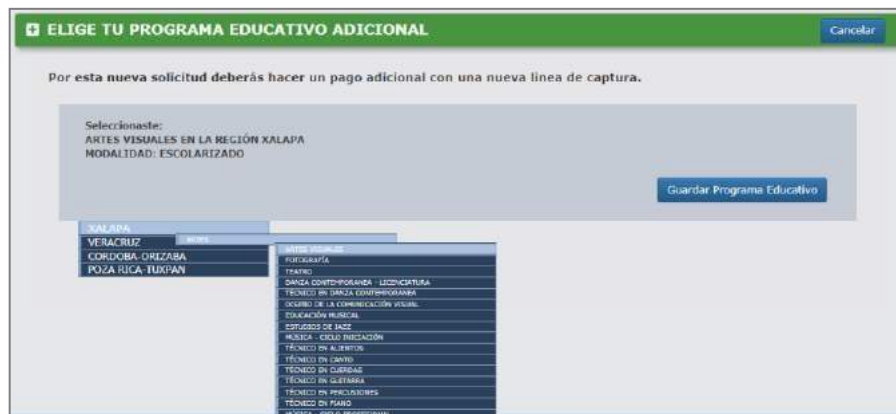 ELIGE TU PROGRAMA EDUCATIVO ADICIONAL
Cancelar
Por esta nueva solicitud deberás hacer un pago adicional con una nueva linea de captura.
Seleccionaste:
ARTES VISUALES EN LA REGIÓN XALAPA
MODALIDAD: ESCOLARIZADO
Guardar Programa Educativo
XALAPA
VERACRUZ
CORDOBA-ORIZABA
POZA RICA-TUXPAN
ARTES
ARTES VISUALES
FOTOGRAFÍA
TEATRO
DANZA CONTEMPORANEA - LICENCIATURA
TÉCNICO EN DANZA CONTEMPORANEA
DISEÑO DE LA COMUNICACIÓN VISUAL
EDUCACIÓN MUSICAL
ESTUDIOS DE JAZZ
MÚSICA - CICLO INICIACIÓN
TÉCNICO EN ALIENTOS
TÉCNICO EN CANTO
TÉCNICO EN CUERDAS
TÉCNICO EN GUITARRA
TÉCNICO EN PERCUSIONES
TÉCNICO EN PIANO